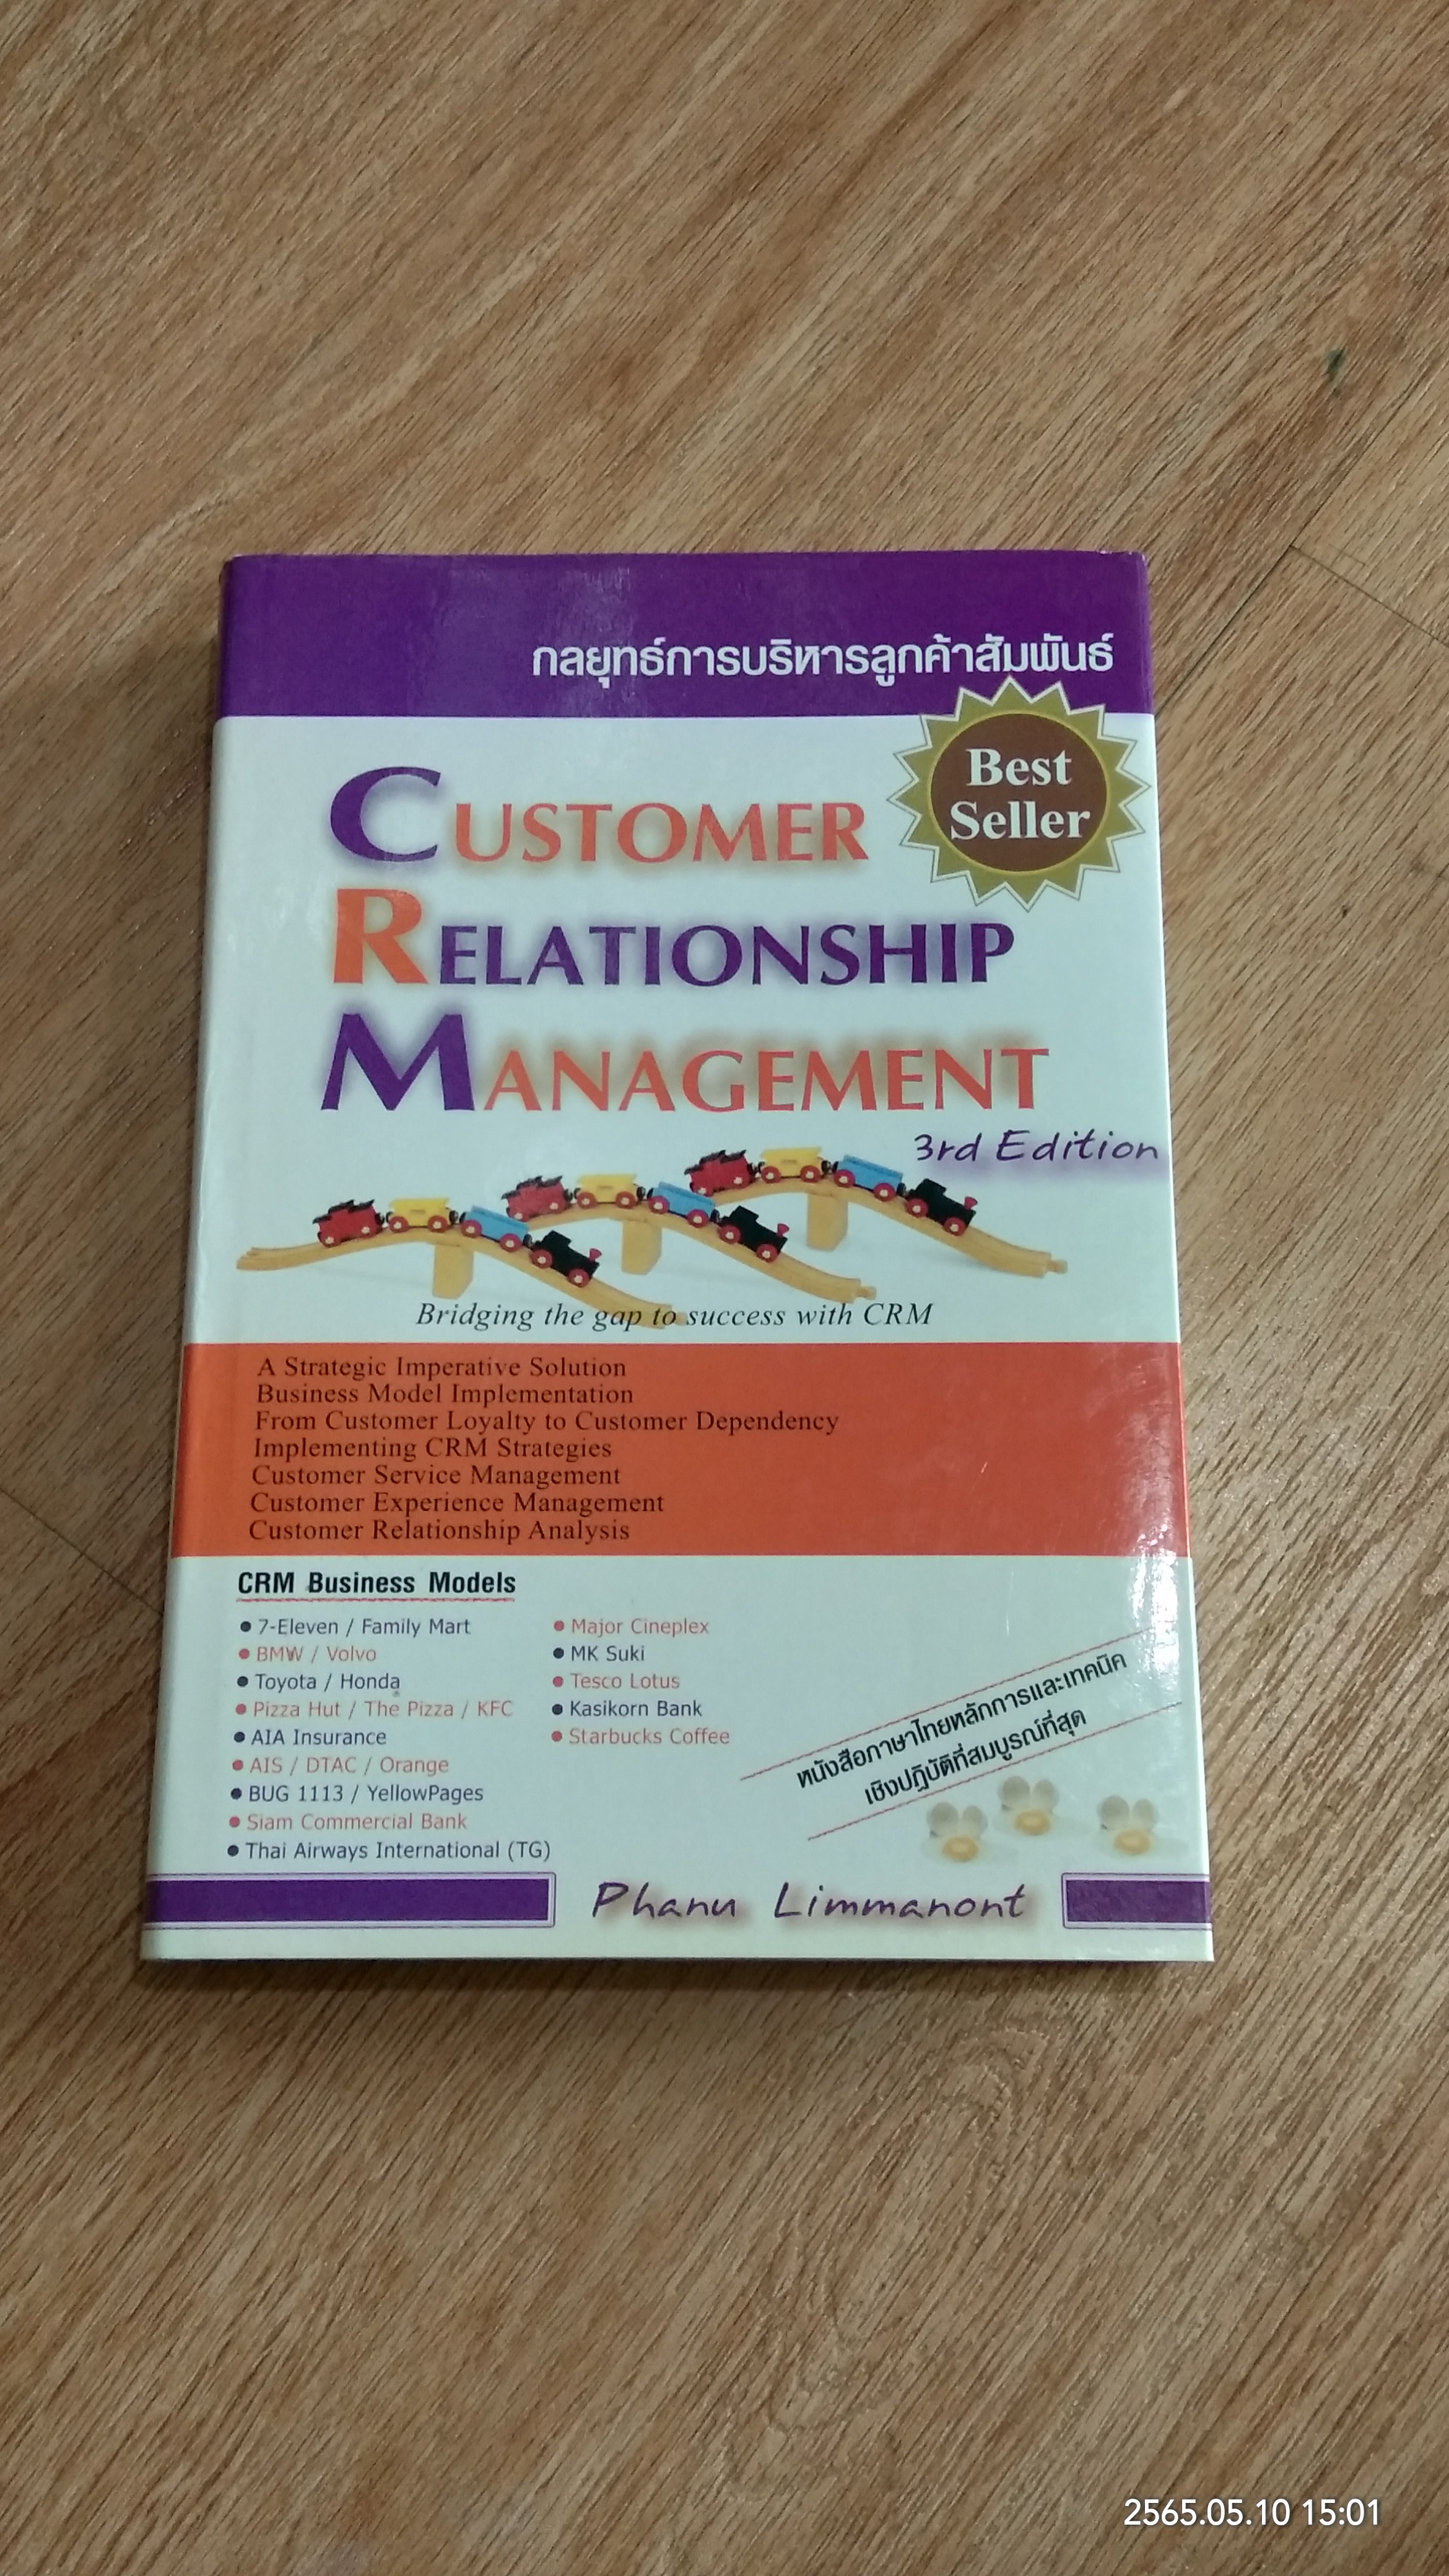 กลยุทธ์การบริหารลูกค้าสัมพันธ์
Best
Seller
CUSTOMER
RELATIONSHIP
MANAGEMENT
3rd Edition
Bridging the gap to success with CRM
A Strategic Imperative Solution
Business Model Implementation
From Customer Loyalty to Customer Dependency
Implementing CRM Strategies
Customer Service Management
Customer Experience Management
Customer Relationship Analysis
CRM Business Models
• 7-Eleven / Family Mart
• BMW / Volvo
• Toyota / Honda
• Pizza Hut / The Pizza / KFC
• AIA Insurance
• AIS / DTAC / Orange
• BUG 1113 / YellowPages
• Siam Commercial Bank
• Thai Airways International (TG)
• Major Cineplex
• MK Suki
• Tesco Lotus
• Kasikorn Bank
• Starbucks Coffee
หนังสือภาษาไทยหลักการและเทคนิค
เชิงปฏิบัติที่สมบูรณ์ที่สุด
Phanu Limmanont
2565.05.10 15:01